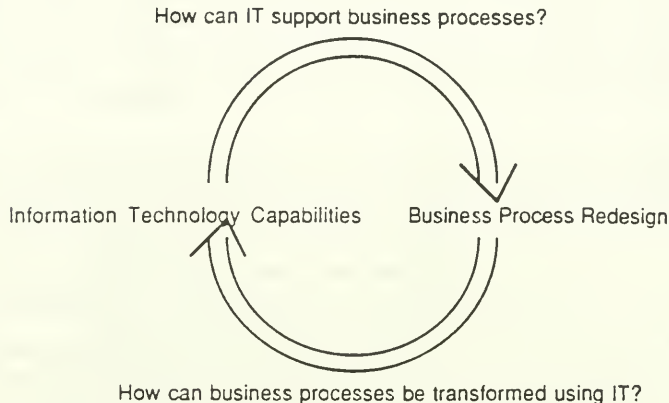 How can IT support business processes?
Information Technology Capabilities
Business Process Redesign
How can business processes be transformed using IT?